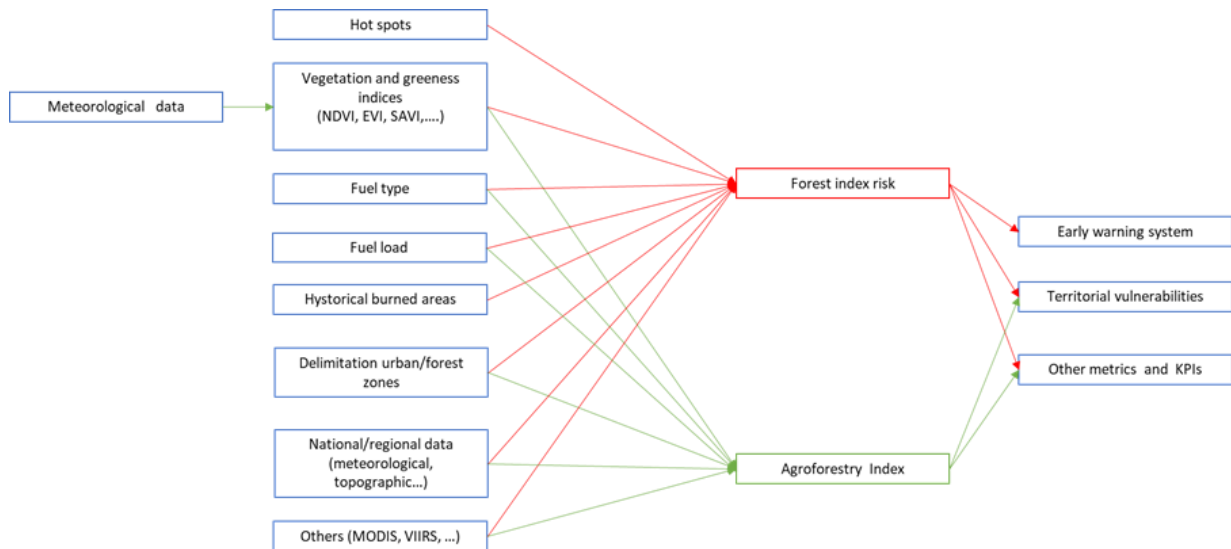 Hot spots
Vegetation and greeness indices
(NDVI, EVI, SAVI,....)
Meteorological data
Fuel type
Fuel load
Hystorical burned areas
Delimitation urban/forest
zones
National/regional data
(meteorological,
topographic...)
Others (MODIS, VIIRS, ...)
Forest index risk
Agroforestry Index
Early warning system
Territorial vulnerabilities
Other metrics and KPIs